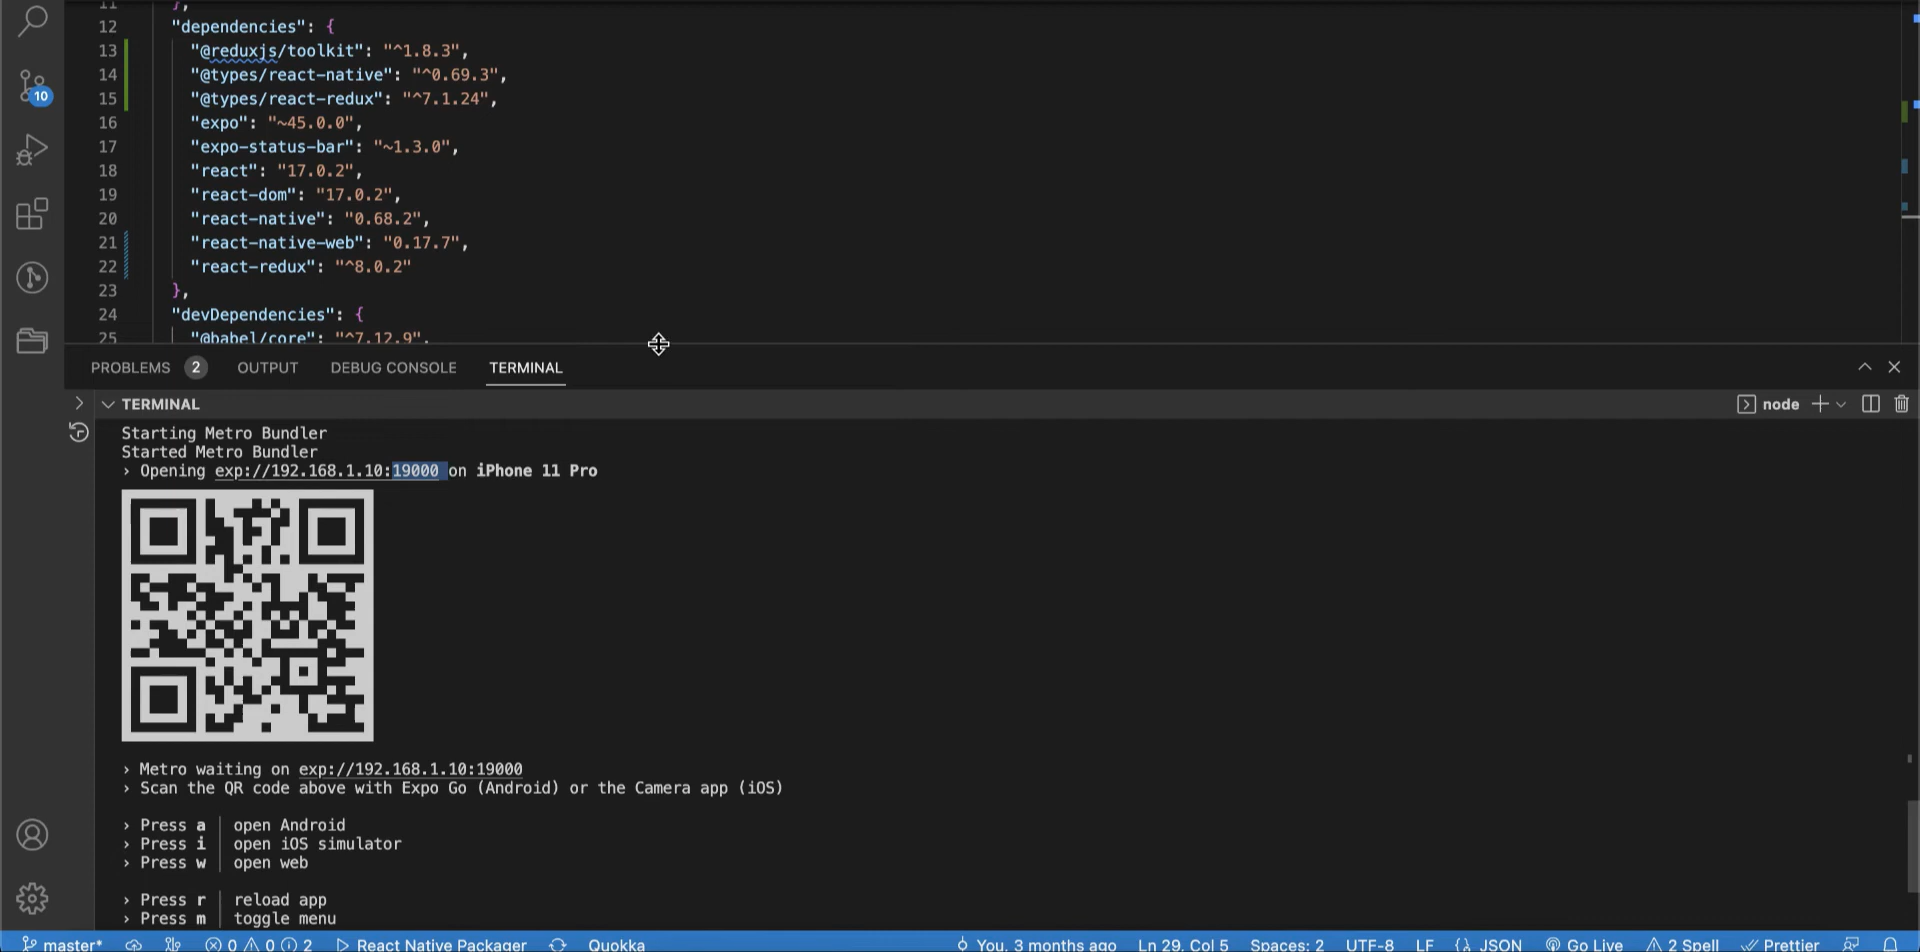 11 },
12 "dependencies": {
13 "@reduxjs/toolkit": "^1.8.3",
14 "@types/react-native": "^0.69.3",
15 "@types/react-redux": "^7.1.24",
16 "expo": "~45.0.0",
17 "expo-status-bar": "~1.3.0",
18 "react": "17.0.2",
19 "react-dom": "17.0.2",
20 "react-native": "0.68.2",
21 "react-native-web": "0.17.7",
22 "react-redux": "^8.0.2"
23 },
24 "devDependencies": {
25 "@babel/core": "^7.12.9",
10
PROBLEMS 2 OUTPUT DEBUG CONSOLE TERMINAL
TERMINAL node
Starting Metro Bundler
Started Metro Bundler
› Opening exp://192.168.1.10:19000 on iPhone 11 Pro
› Metro waiting on exp://192.168.1.10:19000
› Scan the QR code above with Expo Go (Android) or the Camera app (iOS)
› Press a │ open Android
› Press i │ open iOS simulator
› Press w │ open web
› Press r │ reload app
› Press m │ toggle menu
master* 0 0 2 React Native Packager Quokka You, 3 months ago Ln 29, Col 5 Spaces: 2 UTF-8 LF {} JSON Go Live 2 Spell Prettier